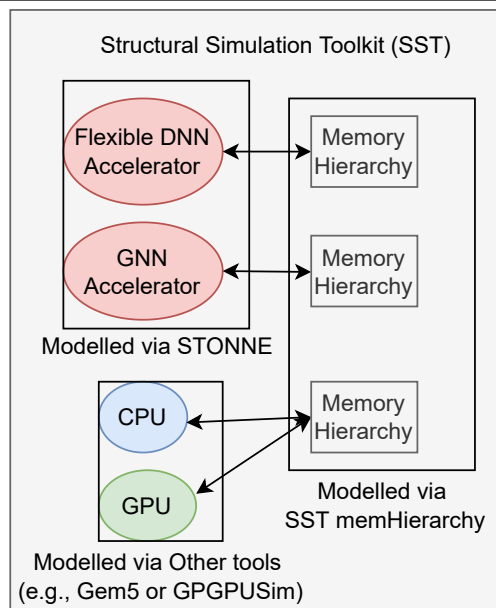 Structural Simulation Toolkit (SST)
Flexible DNN
Accelerator
Memory
Hierarchy
GNN
Accelerator
Memory
Hierarchy
Modelled via STONNE
CPU
Memory
Hierarchy
GPU
Modelled via
SST memHierarchy
Modelled via Other tools
(e.g., Gem5 or GPGPUSim)